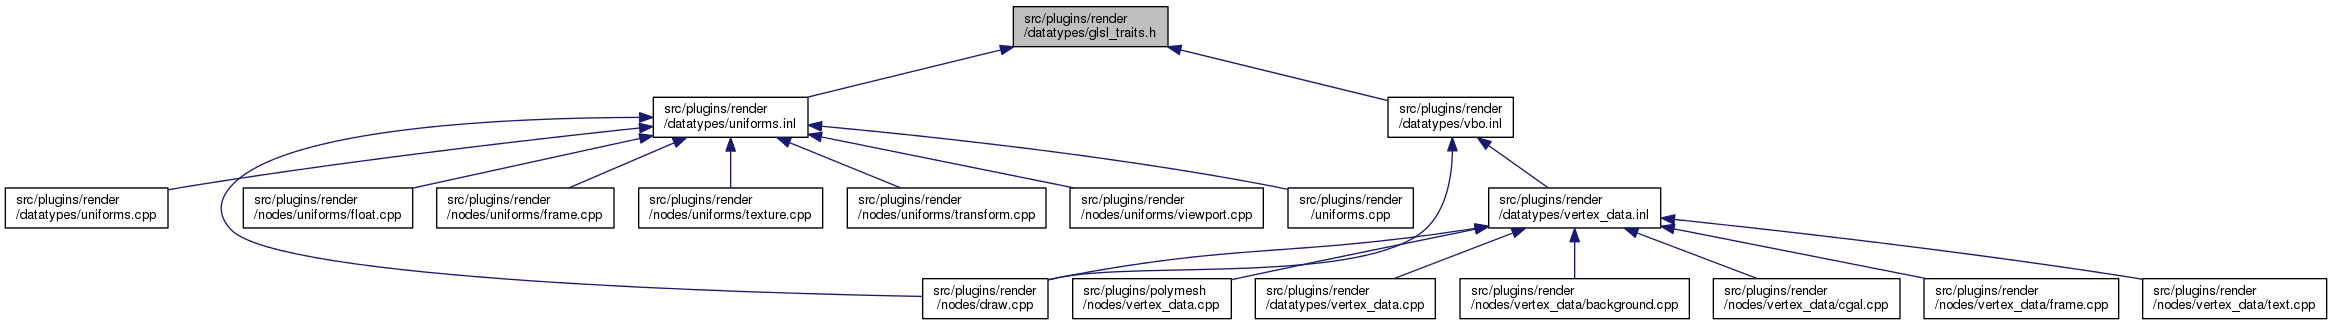 src/plugins/render
/datatypes/glsl_traits.h
src/plugins/render
/datatypes/uniforms.inl
src/plugins/render
/datatypes/vbo.inl
src/plugins/render
/datatypes/uniforms.cpp
src/plugins/render
/nodes/uniforms/float.cpp
src/plugins/render
/nodes/uniforms/frame.cpp
src/plugins/render
/nodes/uniforms/texture.cpp
src/plugins/render
/nodes/uniforms/transform.cpp
src/plugins/render
/nodes/uniforms/viewport.cpp
src/plugins/render
/uniforms.cpp
src/plugins/render
/datatypes/vertex_data.inl
src/plugins/render
/nodes/draw.cpp
src/plugins/polymesh
/nodes/vertex_data.cpp
src/plugins/render
/datatypes/vertex_data.cpp
src/plugins/render
/nodes/vertex_data/background.cpp
src/plugins/render
/nodes/vertex_data/cgal.cpp
src/plugins/render
/nodes/vertex_data/frame.cpp
src/plugins/render
/nodes/vertex_data/text.cpp